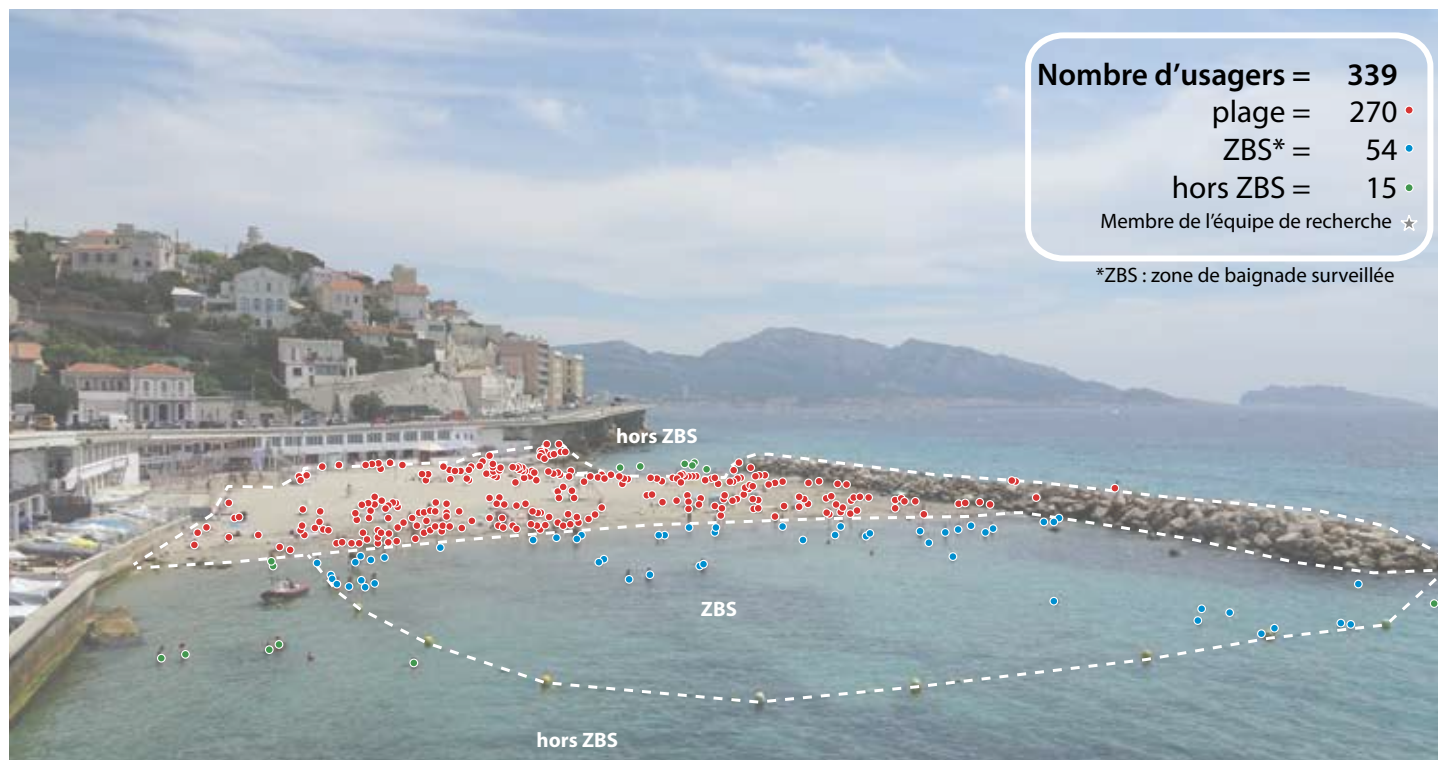 Nombre d’usagers = 339
plage = 270
ZBS* = 54
hors ZBS = 15
Membre de l’équipe de recherche
*ZBS : zone de baignade surveillée
hors ZBS
ZBS
hors ZBS